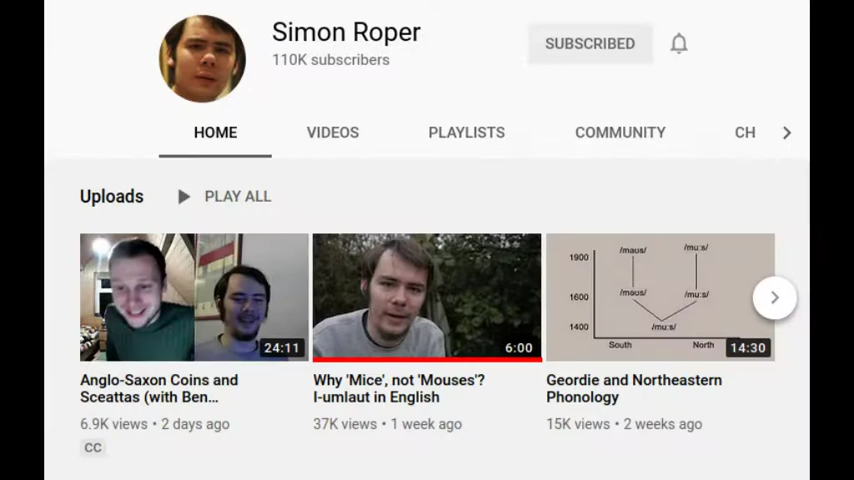 Simon Roper
110K subscribers
SUBSCRIBED
HOME VIDEOS PLAYLISTS COMMUNITY CH
Uploads PLAY ALL
24:11
6:00
1900
1600
1400
/maus/ /mu:s/
/məus/ /mu:s/
/mu:s/
South North
14:30
Anglo-Saxon Coins and
Sceattas (with Ben...
6.9K views • 2 days ago
CC
Why 'Mice', not 'Mouses'?
I-umlaut in English
37K views • 1 week ago
Geordie and Northeastern
Phonology
15K views • 2 weeks ago